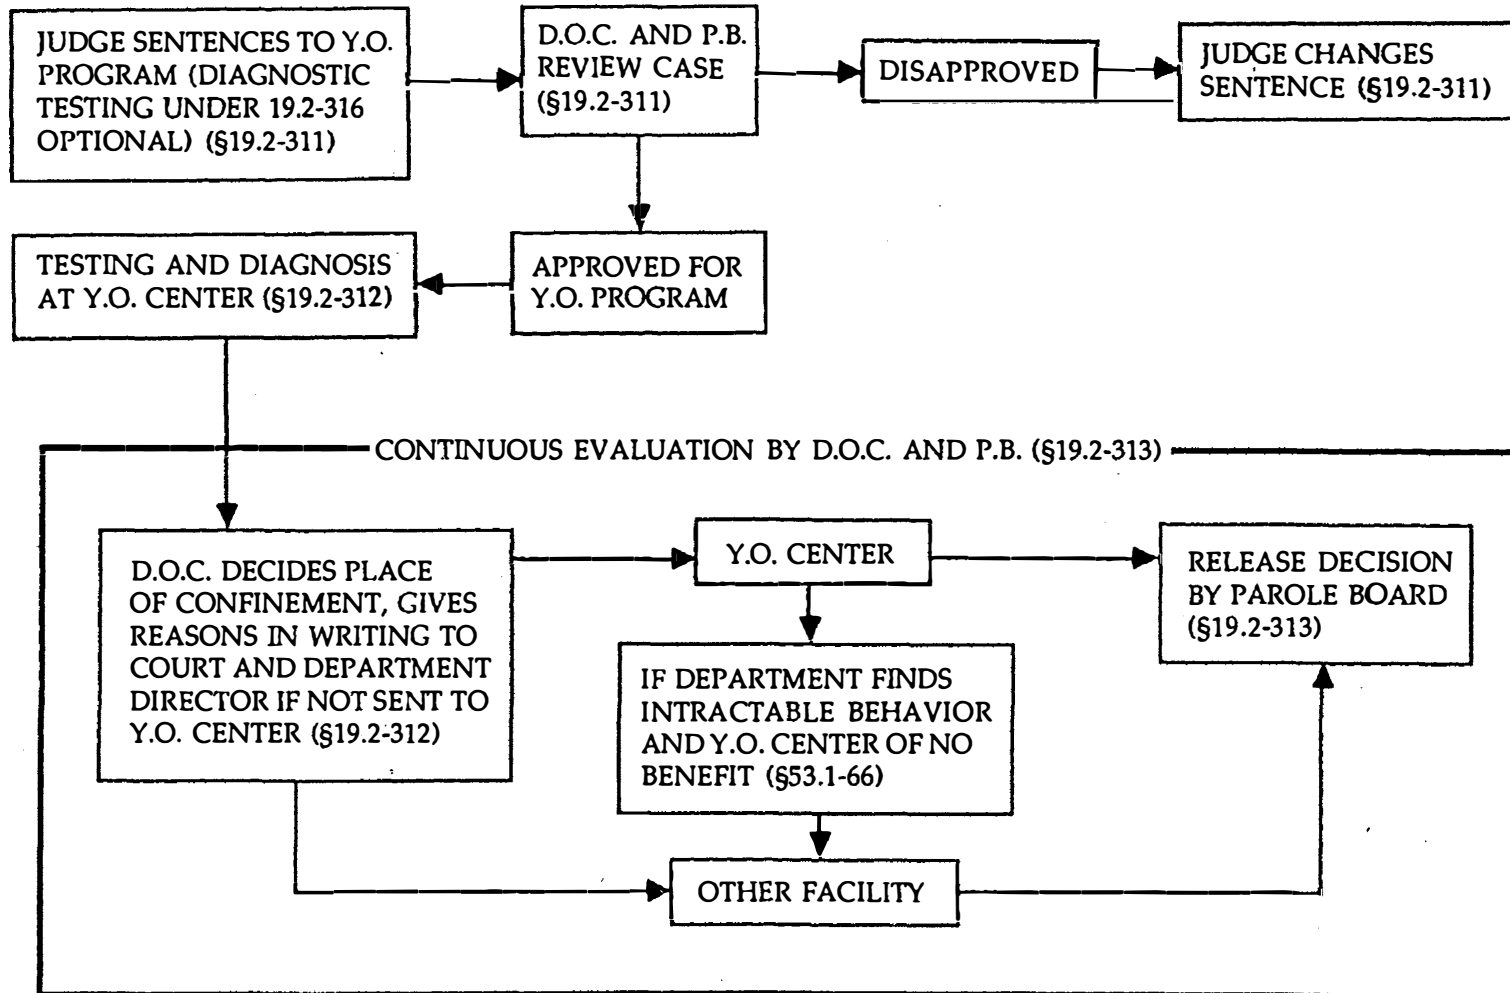 JUDGE SENTENCES TO Y.O.
PROGRAM (DIAGNOSTIC
TESTING UNDER 19.2-316
OPTIONAL) (§19.2-311)
D.O.C. AND P.B.
REVIEW CASE
(§19.2-311)
DISAPPROVED
JUDGE CHANGES
SENTENCE (§19.2-311)
TESTING AND DIAGNOSIS
AT Y.O. CENTER (§19.2-312)
APPROVED FOR
Y.O. PROGRAM
CONTINUOUS EVALUATION BY D.O.C. AND P.B. (§19.2-313)
D.O.C. DECIDES PLACE
OF CONFINEMENT, GIVES
REASONS IN WRITING TO
COURT AND DEPARTMENT
DIRECTOR IF NOT SENT TO
Y.O. CENTER (§19.2-312)
Y.O. CENTER
RELEASE DECISION
BY PAROLE BOARD
(§19.2-313)
IF DEPARTMENT FINDS
INTRACTABLE BEHAVIOR
AND Y.O. CENTER OF NO
BENEFIT (§53.1-66)
OTHER FACILITY